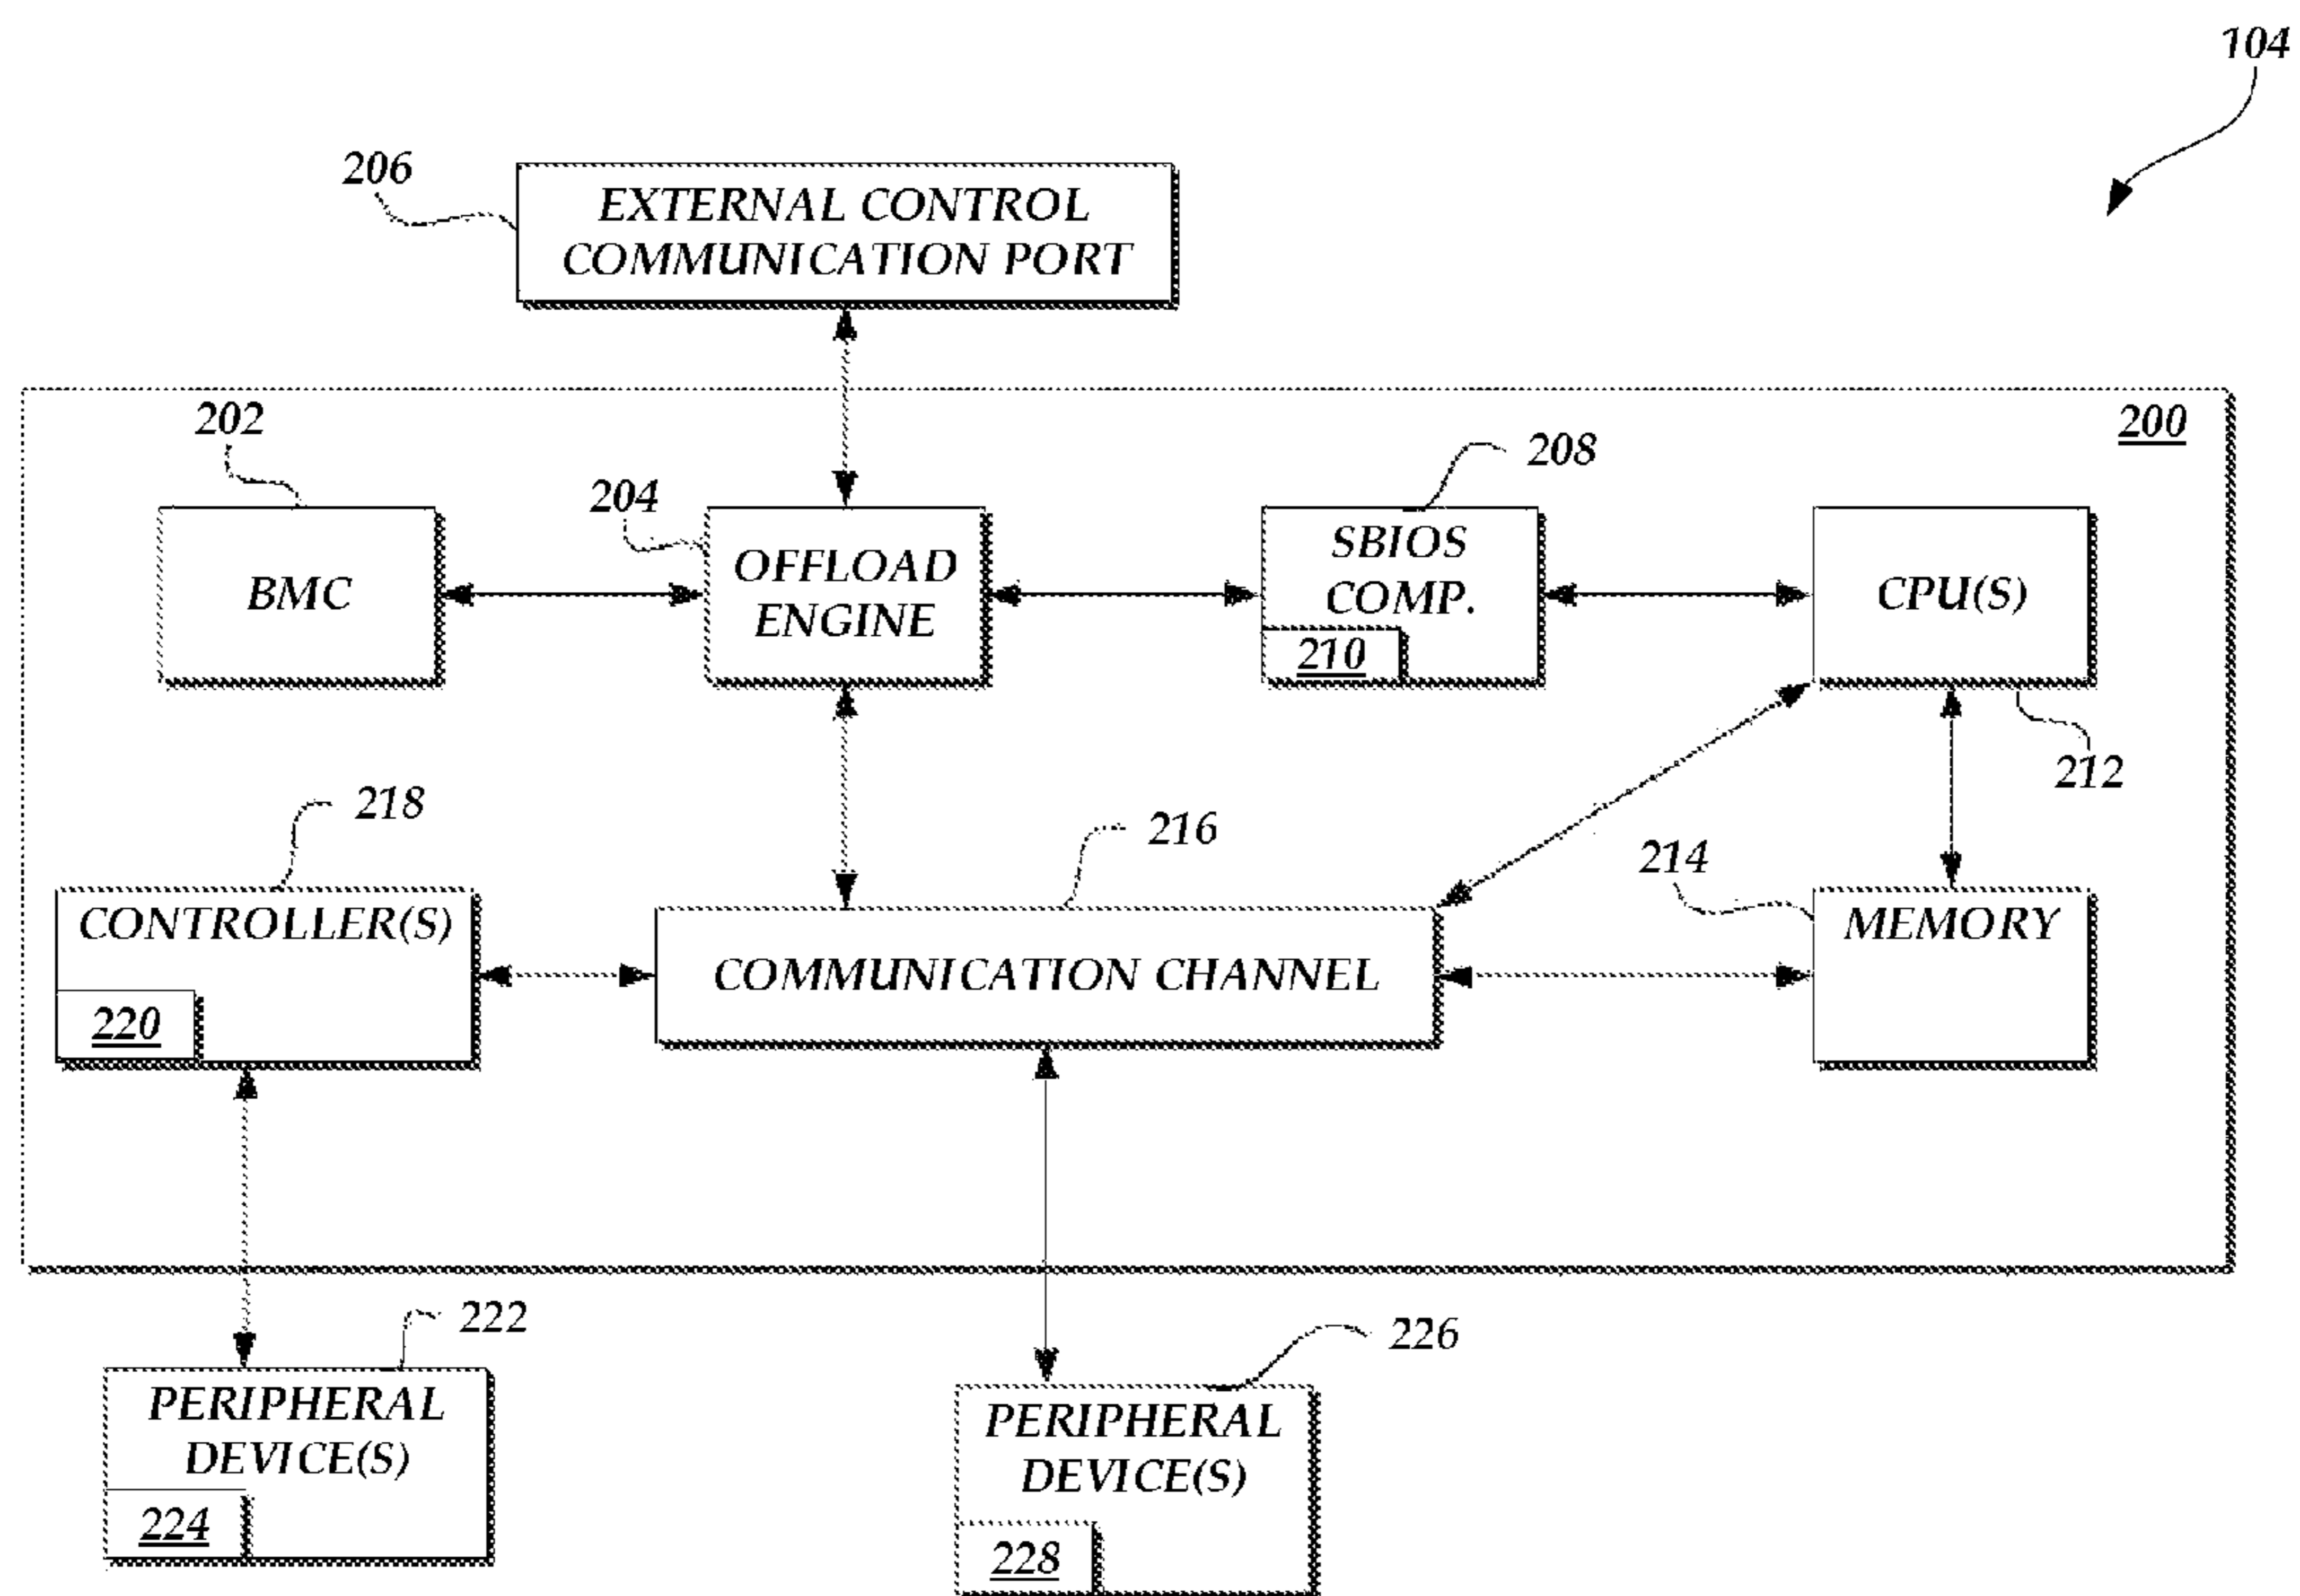 104
206
EXTERNAL CONTROL
COMMUNICATION PORT
200
202
BMC
204
OFFLOAD
ENGINE
208
SBIOS
COMP.
210
CPU(S)
212
218
CONTROLLER(S)
220
216
COMMUNICATION CHANNEL
214
MEMORY
222
PERIPHERAL
DEVICE(S)
224
226
PERIPHERAL
DEVICE(S)
228